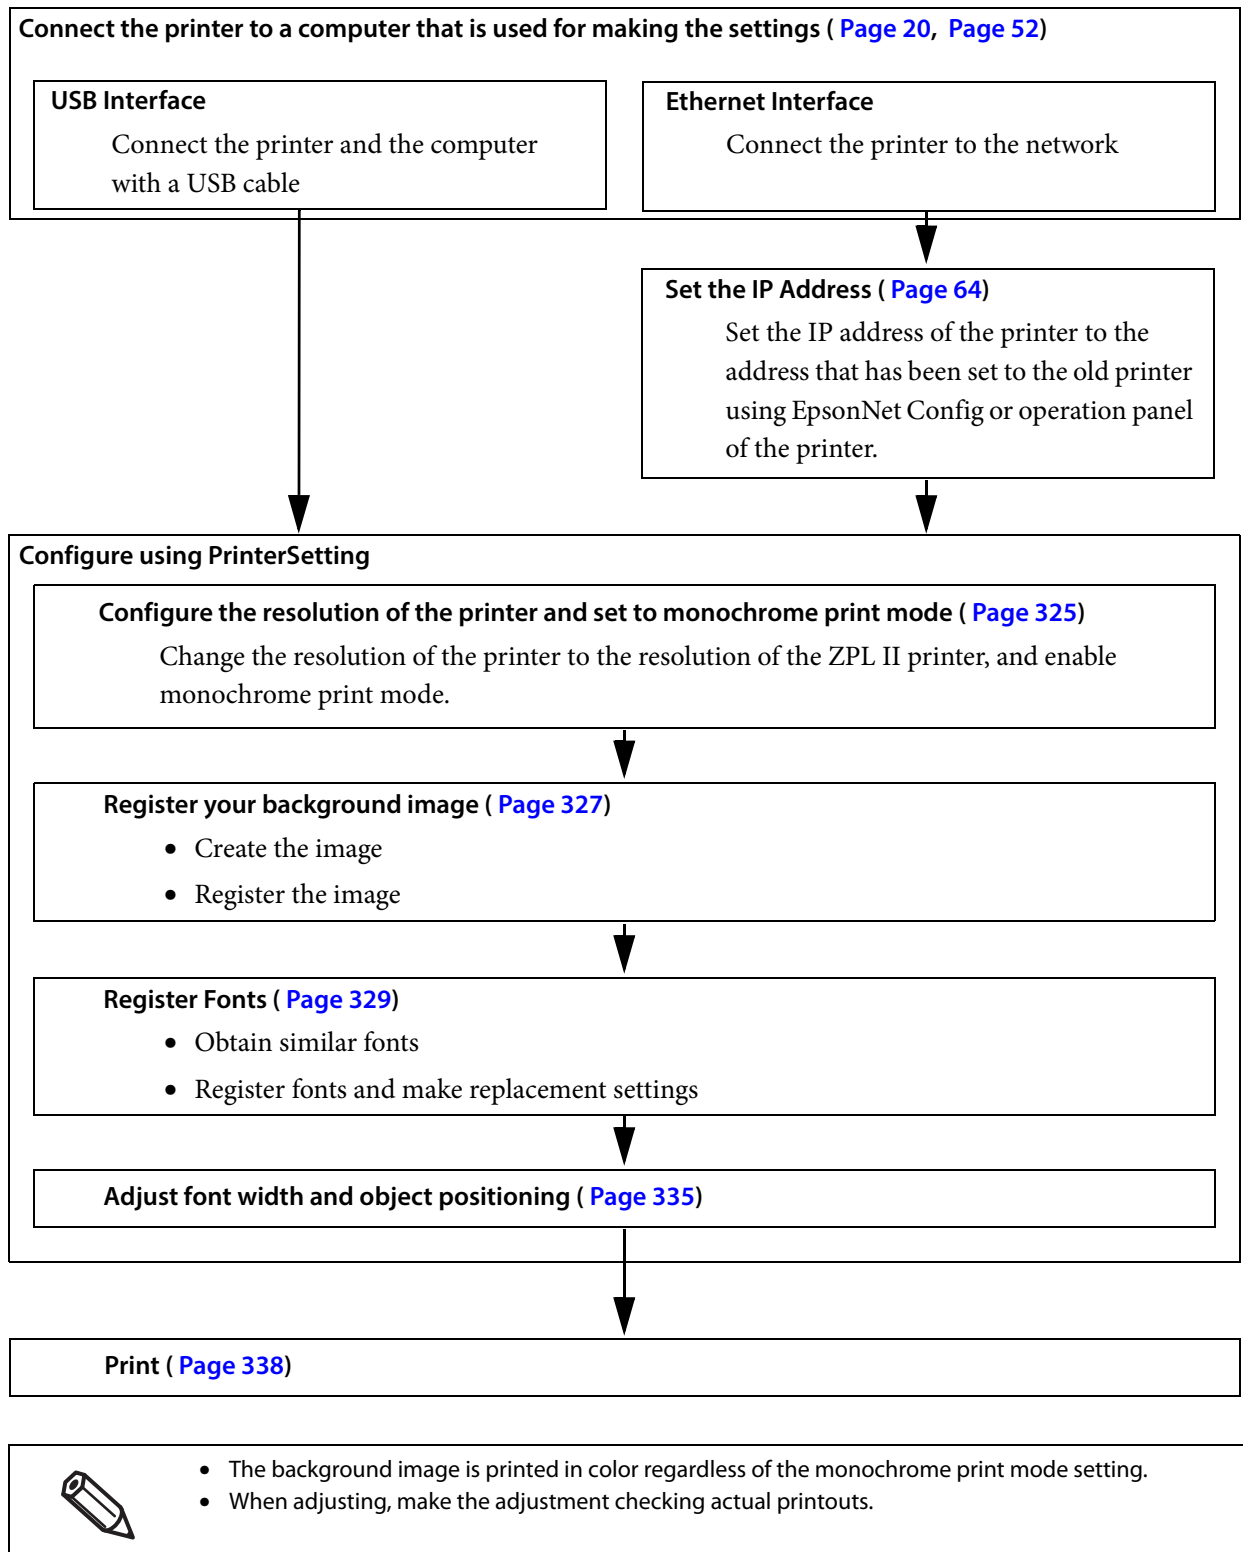 Connect the printer to a computer that is used for making the settings ( Page 20, Page 52)
USB Interface
Connect the printer and the computer
with a USB cable
Ethernet Interface
Connect the printer to the network
Set the IP Address ( Page 64)
Set the IP address of the printer to the
address that has been set to the old printer
using EpsonNet Config or operation panel
of the printer.
Configure using PrinterSetting
Configure the resolution of the printer and set to monochrome print mode ( Page 325)
Change the resolution of the printer to the resolution of the ZPL II printer, and enable
monochrome print mode.
Register your background image ( Page 327)
• Create the image
• Register the image
Register Fonts ( Page 329)
• Obtain similar fonts
• Register fonts and make replacement settings
Adjust font width and object positioning ( Page 335)
Print ( Page 338)
• The background image is printed in color regardless of the monochrome print mode setting.
• When adjusting, make the adjustment checking actual printouts.